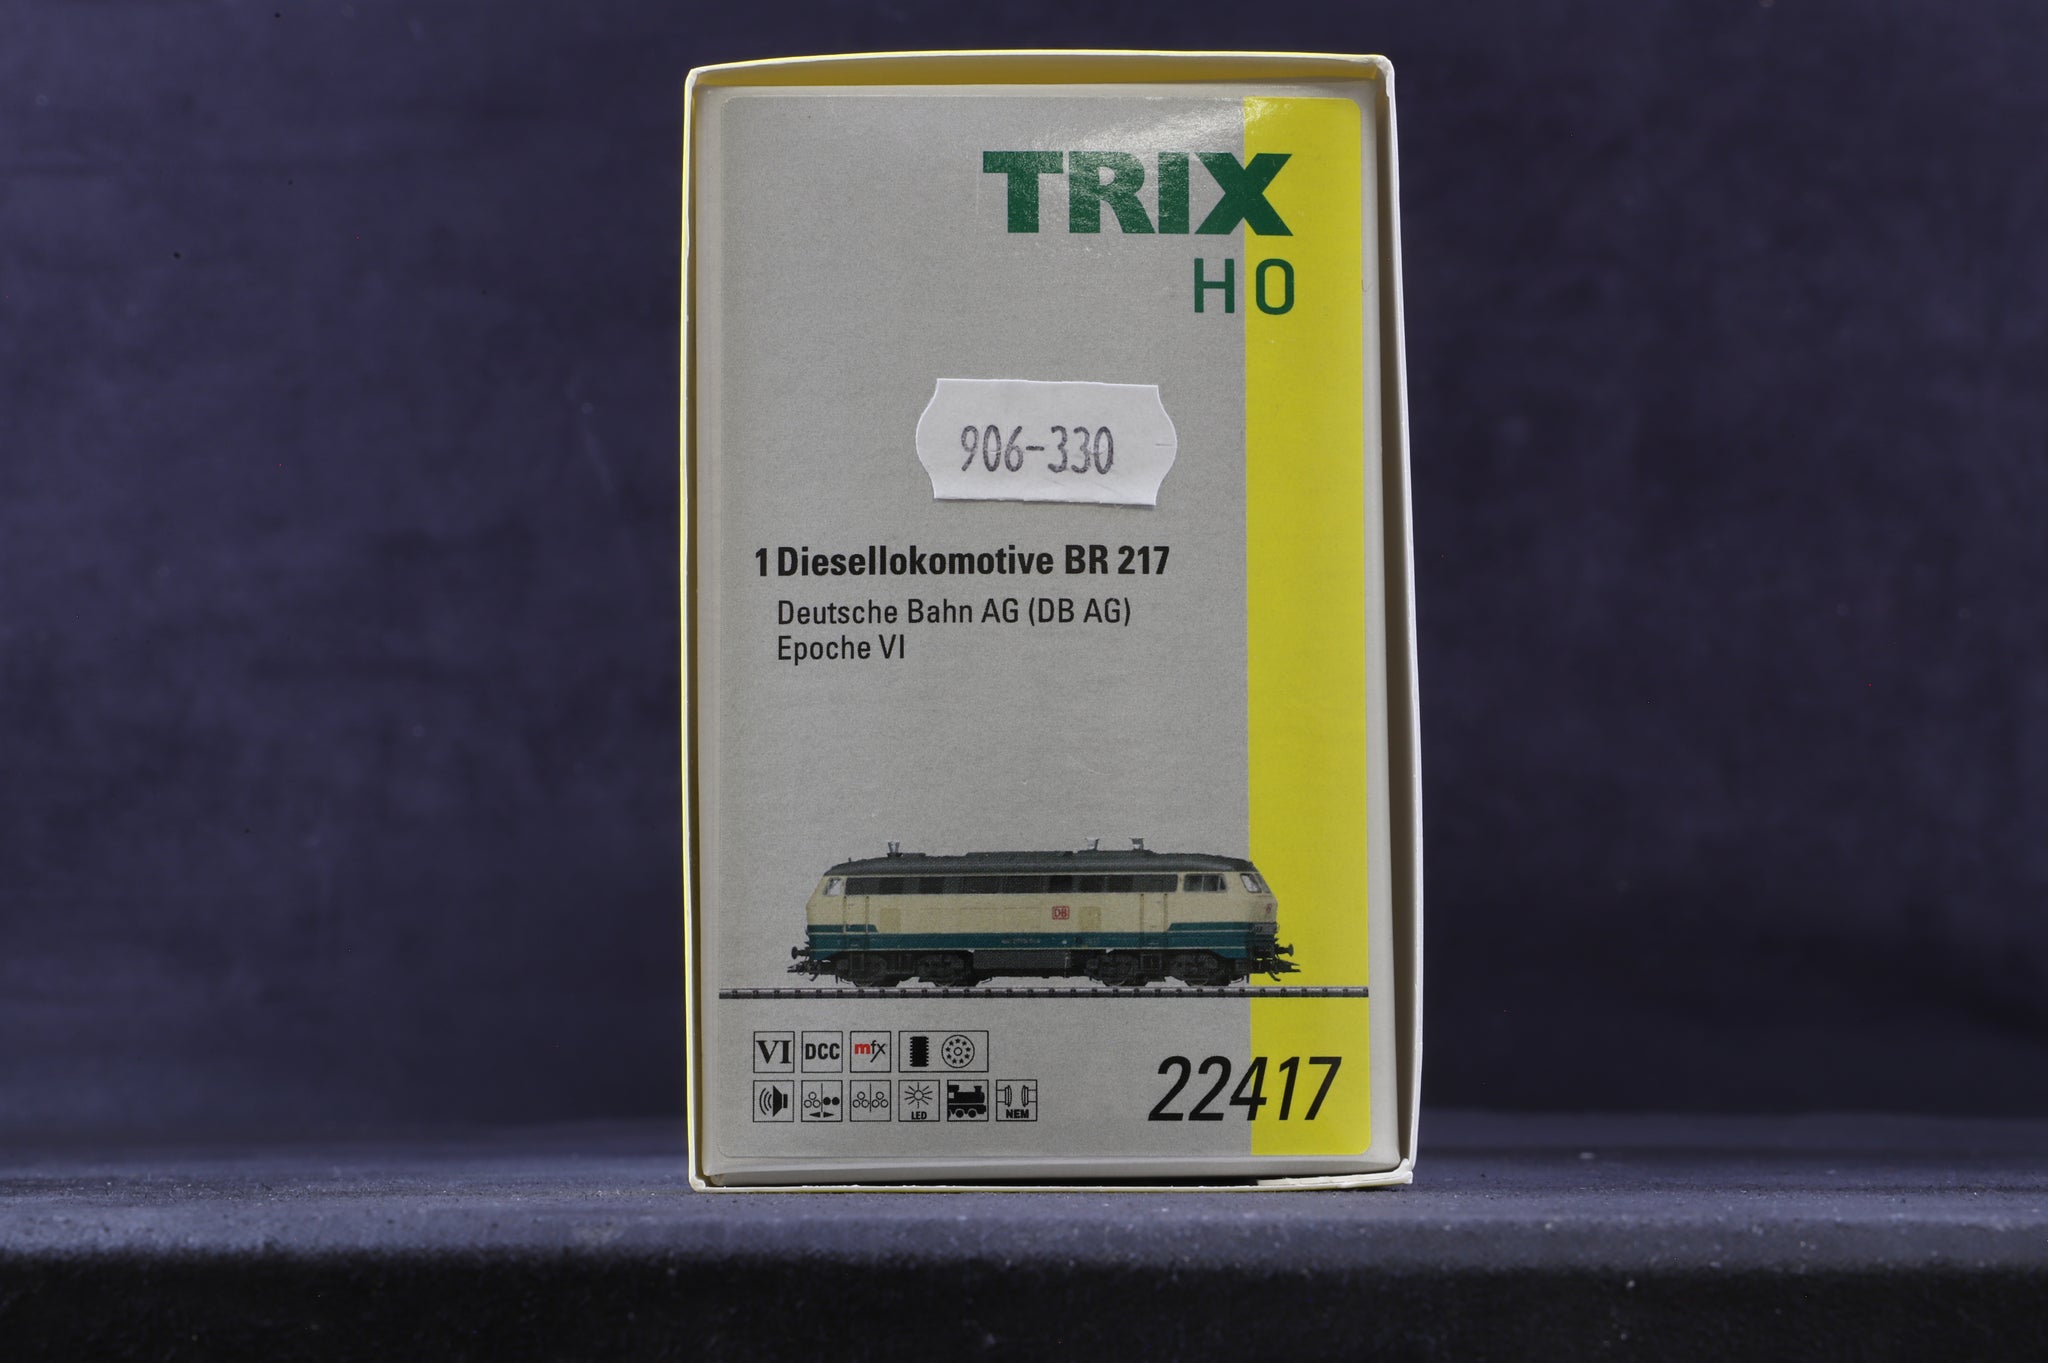 TRIX
H0
906-330
1 Diesellokomotive BR 217
Deutsche Bahn AG (DB AG)
Epoche VI
DB
VI DCC mfx
LED NEM
22417